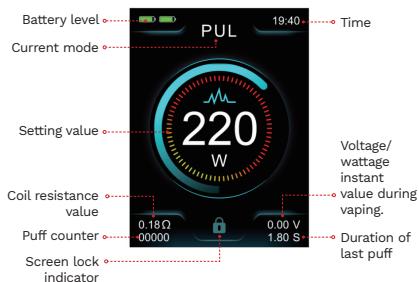 Battery level
19:40
Time
PUL
Current mode
220
W
Setting value
Voltage/
wattage
instant
value during
vaping.
Coil resistance
value
0.18Ω
0.00 V
Puff counter
00000
1.80 S
Duration of
last puff
Screen lock
indicator